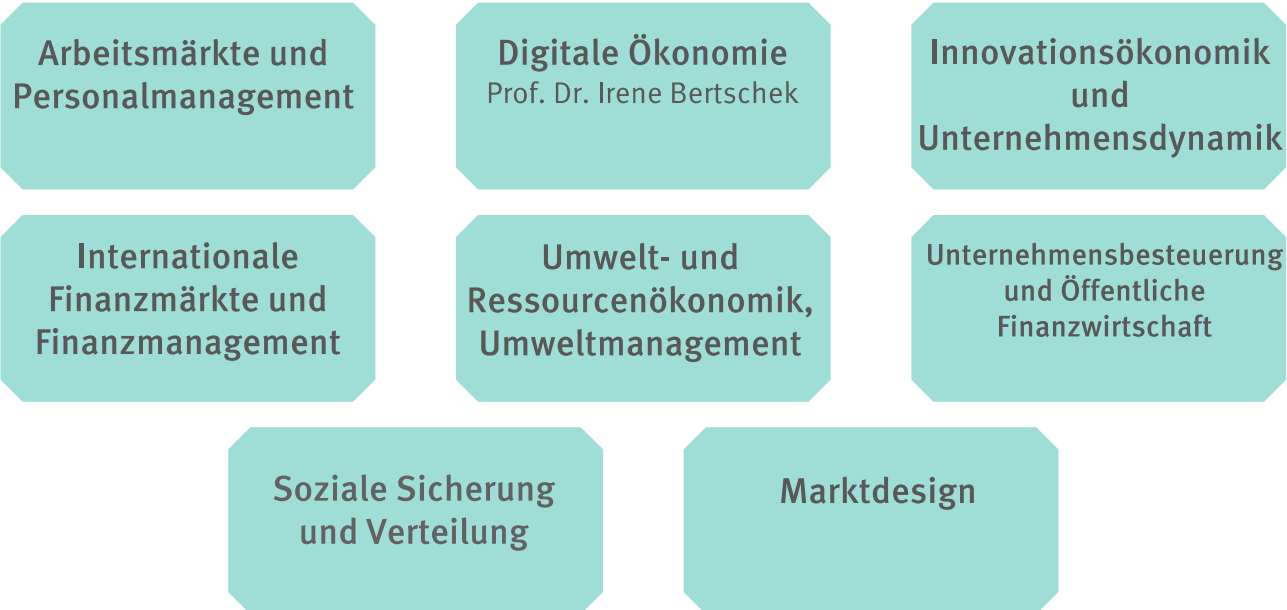 Arbeitsmärkte und
Personalmanagement
Digitale Ökonomie
Prof. Dr. Irene Bertschek
Innovationsökonomik
und
Unternehmensdynamik
Internationale
Finanzmärkte und
Finanzmanagement
Umwelt- und
Ressourcenökonomik,
Umweltmanagement
Unternehmensbesteuerung
und Öffentliche
Finanzwirtschaft
Soziale Sicherung
und Verteilung
Marktdesign